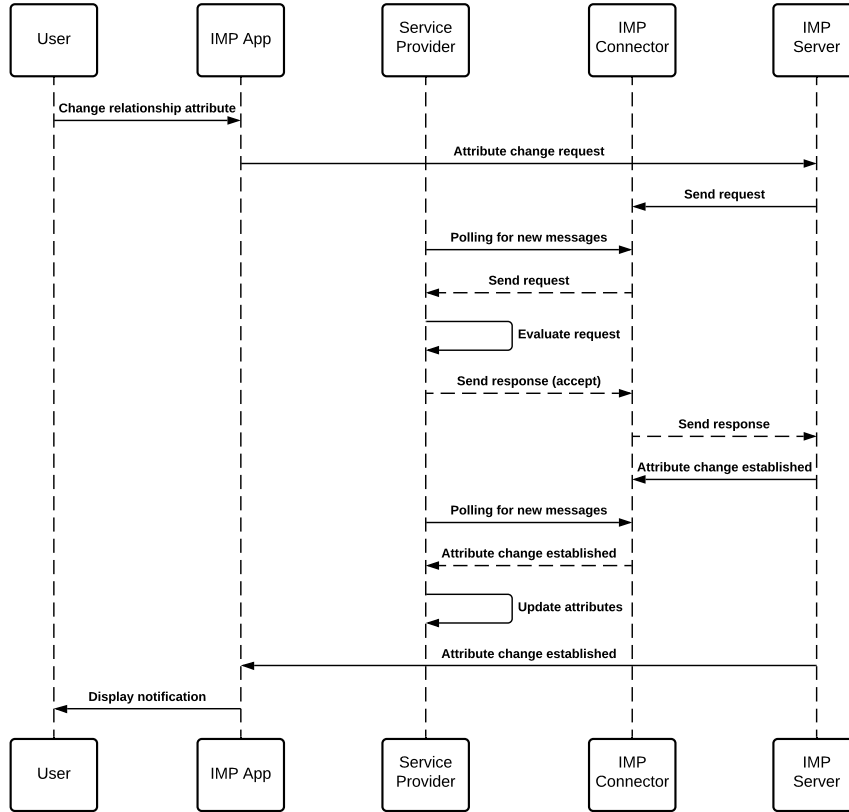 User
IMP App
Service
Provider
IMP
Connector
IMP
Server
Change relationship attribute
Attribute change request
Send request
Polling for new messages
Send request
Evaluate request
Send response (accept)
Send response
Attribute change established
Polling for new messages
Attribute change established
Update attributes
Attribute change established
Display notification
User
IMP App
Service
Provider
IMP
Connector
IMP
Server